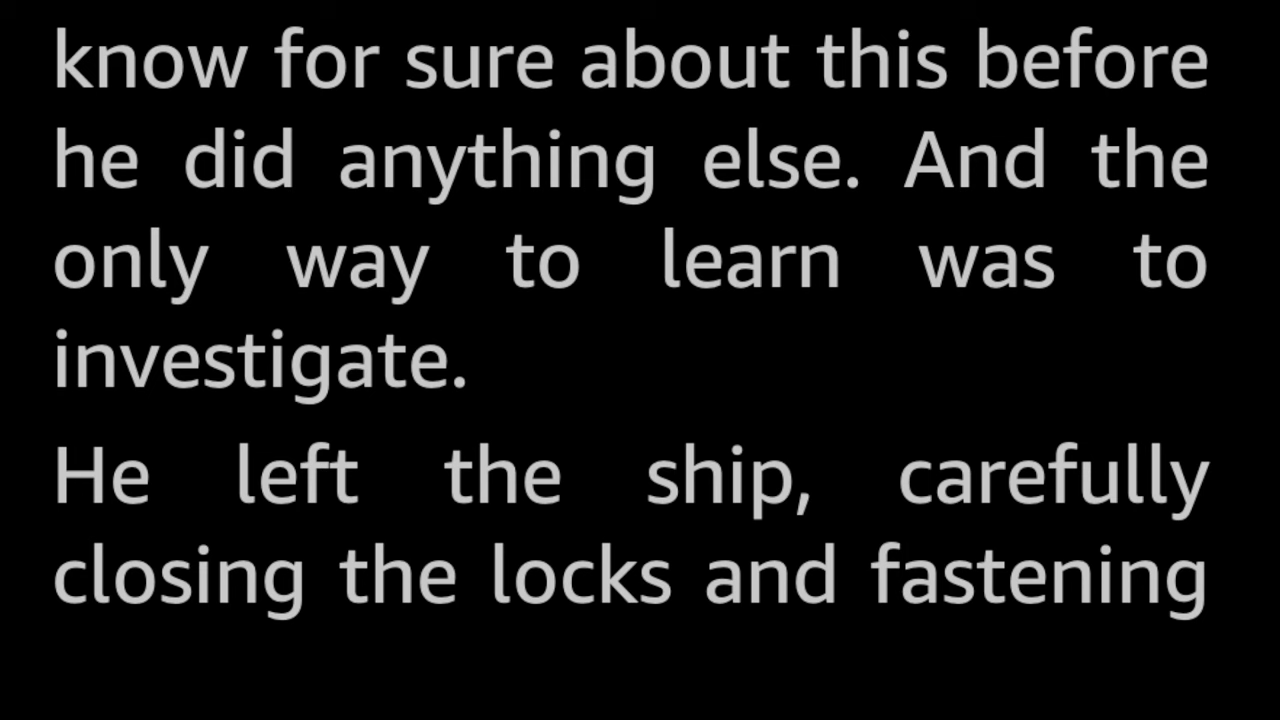 know for sure about this before
he did anything else. And the
only way to learn was to
investigate.
He left the ship, carefully
closing the locks and fastening